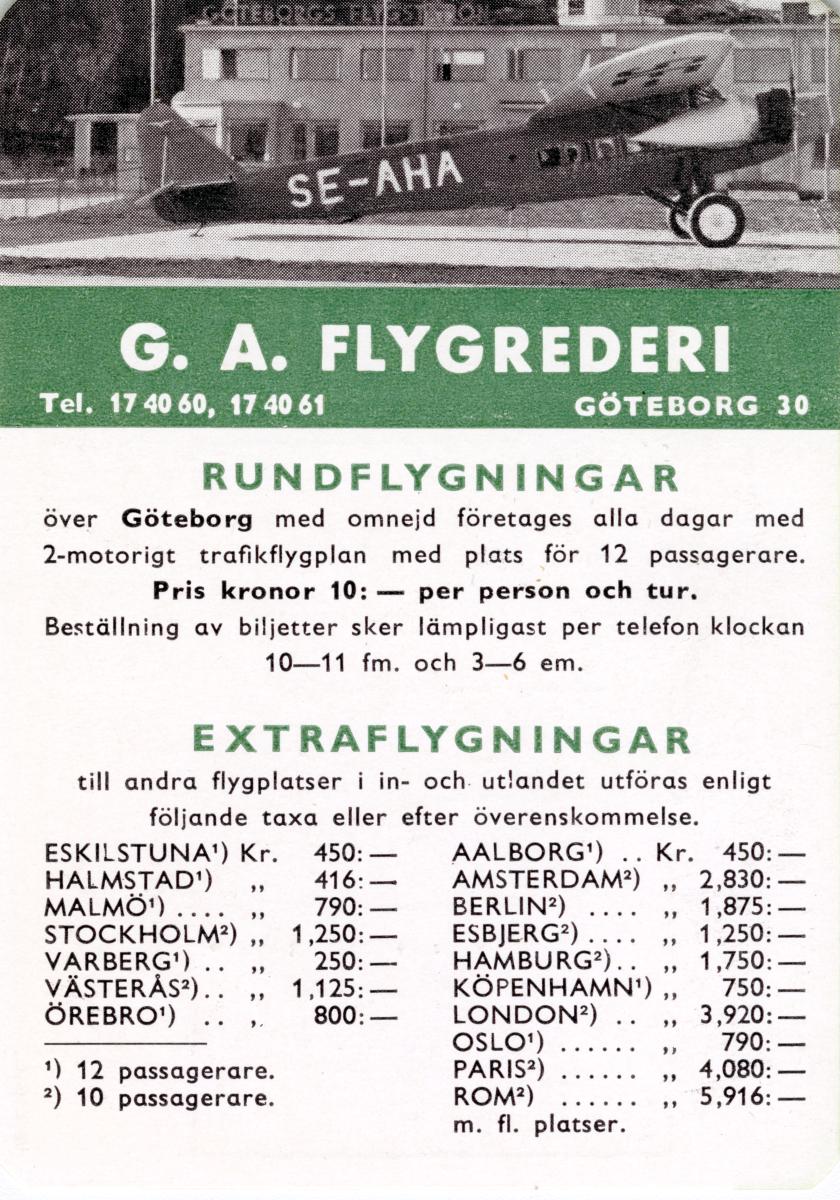 GÖTEBORGS FLYGSTATION
SE-AHA
G. A. FLYGREDERI
Tel. 17 40 60, 17 40 61 GÖTEBORG 30
RUNDFLYGNINGAR
över Göteborg med omnejd företages alla dagar med
2-motorigt trafikflygplan med plats för 12 passagerare.
Pris kronor 10: — per person och tur.
Beställning av biljetter sker lämpligast per telefon klockan
10—11 fm. och 3—6 em.
EXTRAFLYGNINGAR
till andra flygplatser i in- och utlandet utföras enligt
följande taxa eller efter överenskommelse.
ESKILSTUNA¹) Kr. 450: —
HALMSTAD¹) „ 416: —
MALMÖ¹) .... „ 790: —
STOCKHOLM²) „ 1,250: —
VARBERG¹) .. „ 250: —
VÄSTERÅS²).. „ 1,125: —
ÖREBRO¹) .. „ 800: —
¹) 12 passagerare.
²) 10 passagerare.
AALBORG¹) .. Kr. 450: —
AMSTERDAM²) „ 2,830: —
BERLIN²) .... „ 1,875: —
ESBJERG²) .... „ 1,250: —
HAMBURG²).. „ 1,750: —
KÖPENHAMN¹) „ 750: —
LONDON²) .. „ 3,920: —
OSLO¹) ...... „ 790: —
PARIS²) ...... „ 4,080: —
ROM²) ...... „ 5,916: —
m. fl. platser.